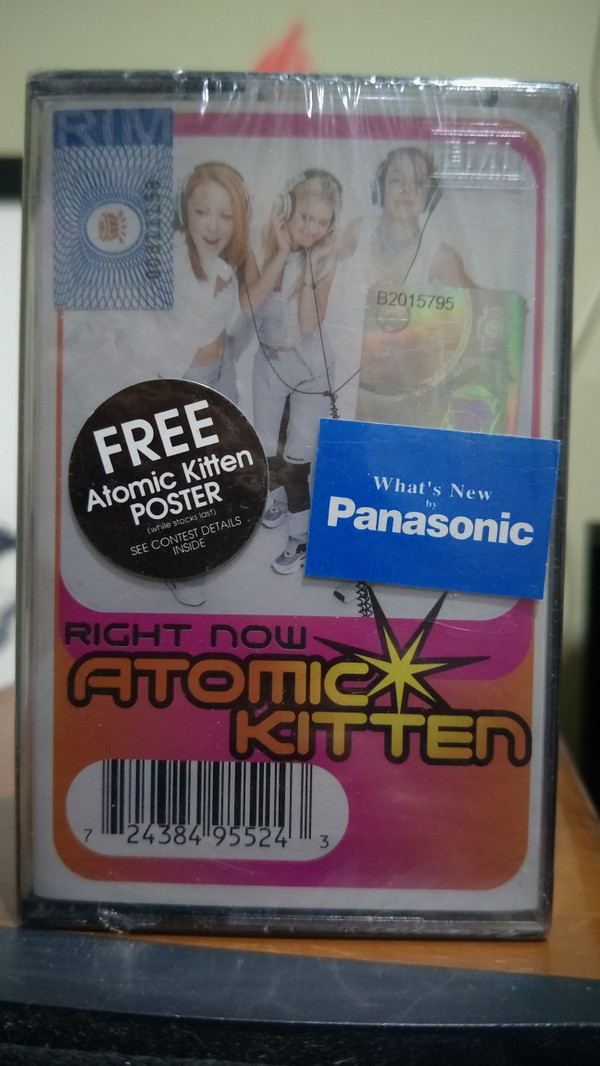 RIM
EMI
B2015795
FREE
Atomic Kitten
POSTER
(while stocks last)
SEE CONTEST DETAILS
INSIDE
What's New
by
Panasonic
RIGHT NOW
ATOMIC
KITTEN
7 24384 95524 3